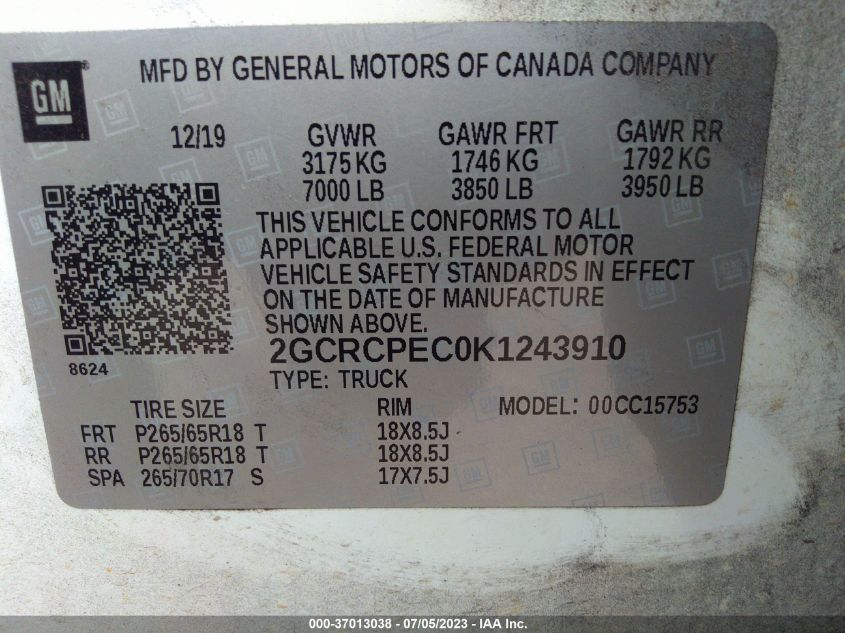 MFD BY GENERAL MOTORS OF CANADA COMPANY
GM
12/19 GVWR GAWR FRT GAWR RR
3175 KG 1746 KG 1792 KG
7000 LB 3850 LB 3950 LB
THIS VEHICLE CONFORMS TO ALL
APPLICABLE U.S. FEDERAL MOTOR
VEHICLE SAFETY STANDARDS IN EFFECT
ON THE DATE OF MANUFACTURE
SHOWN ABOVE.
2GCRCPEC0K1243910
8624
TYPE: TRUCK
TIRE SIZE RIM MODEL: 00CC15753
FRT P265/65R18 T 18X8.5J
RR P265/65R18 T 18X8.5J
SPA 265/70R17 S 17X7.5J
000-37013038 - 07/05/2023 - IAA Inc.